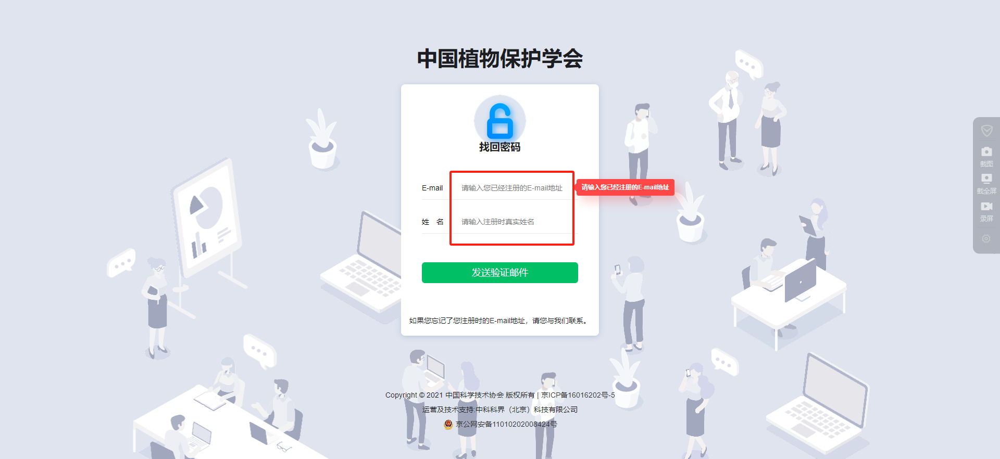 中国植物保护学会
找回密码
E-mail 请输入您已经注册的E-mail地址 请输入您已经注册的E-mail地址
姓 名 请输入注册时真实姓名
发送验证邮件
如果您忘记了您注册时的E-mail地址，请您与我们联系。
截图
截全屏
录屏
Copyright © 2021 中国科学技术协会 版权所有 | 京ICP备16016202号-5
运营及技术支持:中科科界（北京）科技有限公司
京公网安备11010202008424号